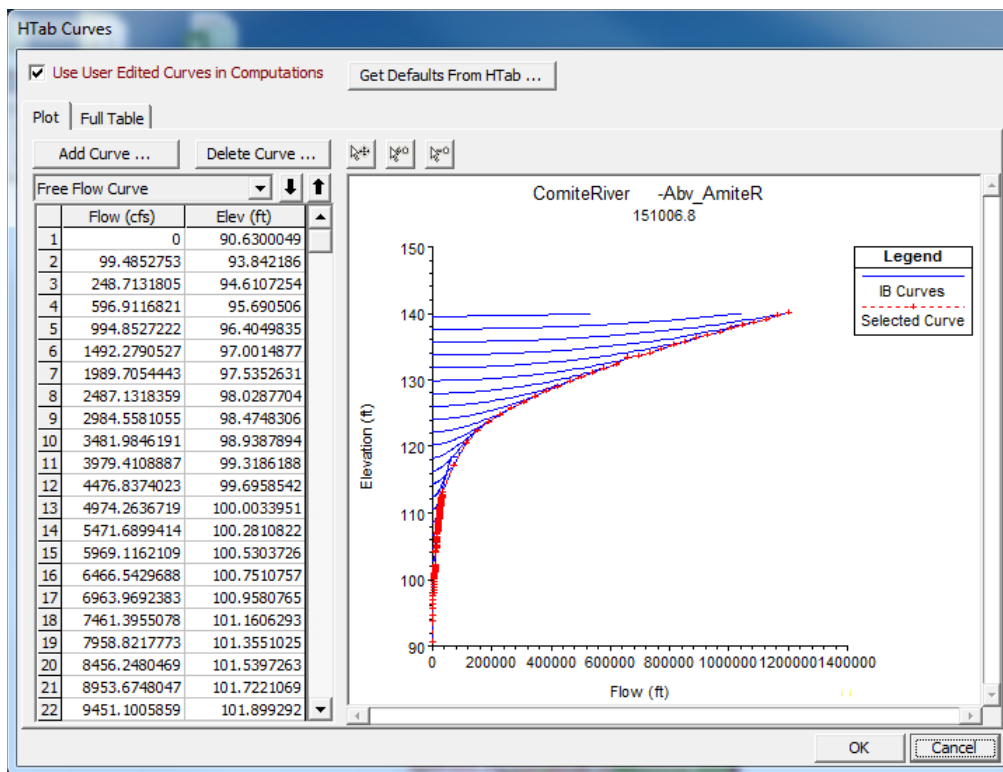 HTab Curves
Use User Edited Curves in Computations
Get Defaults From HTab ...
Plot
Full Table
Add Curve ...
Delete Curve ...
Free Flow Curve
Flow (cfs) Elev (ft)
1 0 90.6300049
2 99.4852753 93.842186
3 248.7131805 94.6107254
4 596.9116821 95.690506
5 994.8527222 96.4049835
6 1492.2790527 97.0014877
7 1989.7054443 97.5352631
8 2487.1318359 98.0287704
9 2984.5581055 98.4748306
10 3481.9846191 98.9387894
11 3979.4108887 99.3186188
12 4476.8374023 99.6958542
13 4974.2636719 100.0033951
14 5471.6899414 100.2810822
15 5969.1162109 100.5303726
16 6466.5429688 100.7510757
17 6963.9692383 100.9580765
18 7461.3955078 101.1606293
19 7958.8217773 101.3551025
20 8456.2480469 101.5397263
21 8953.6748047 101.7221069
22 9451.1005859 101.899292
ComiteRiver -Abv_AmiteR
151006.8
150
140
130
120
110
100
90
Elevation (ft)
0 200000 400000 600000 800000 1000000 1200000 1400000
Flow (ft)
Legend
IB Curves
Selected Curve
OK
Cancel